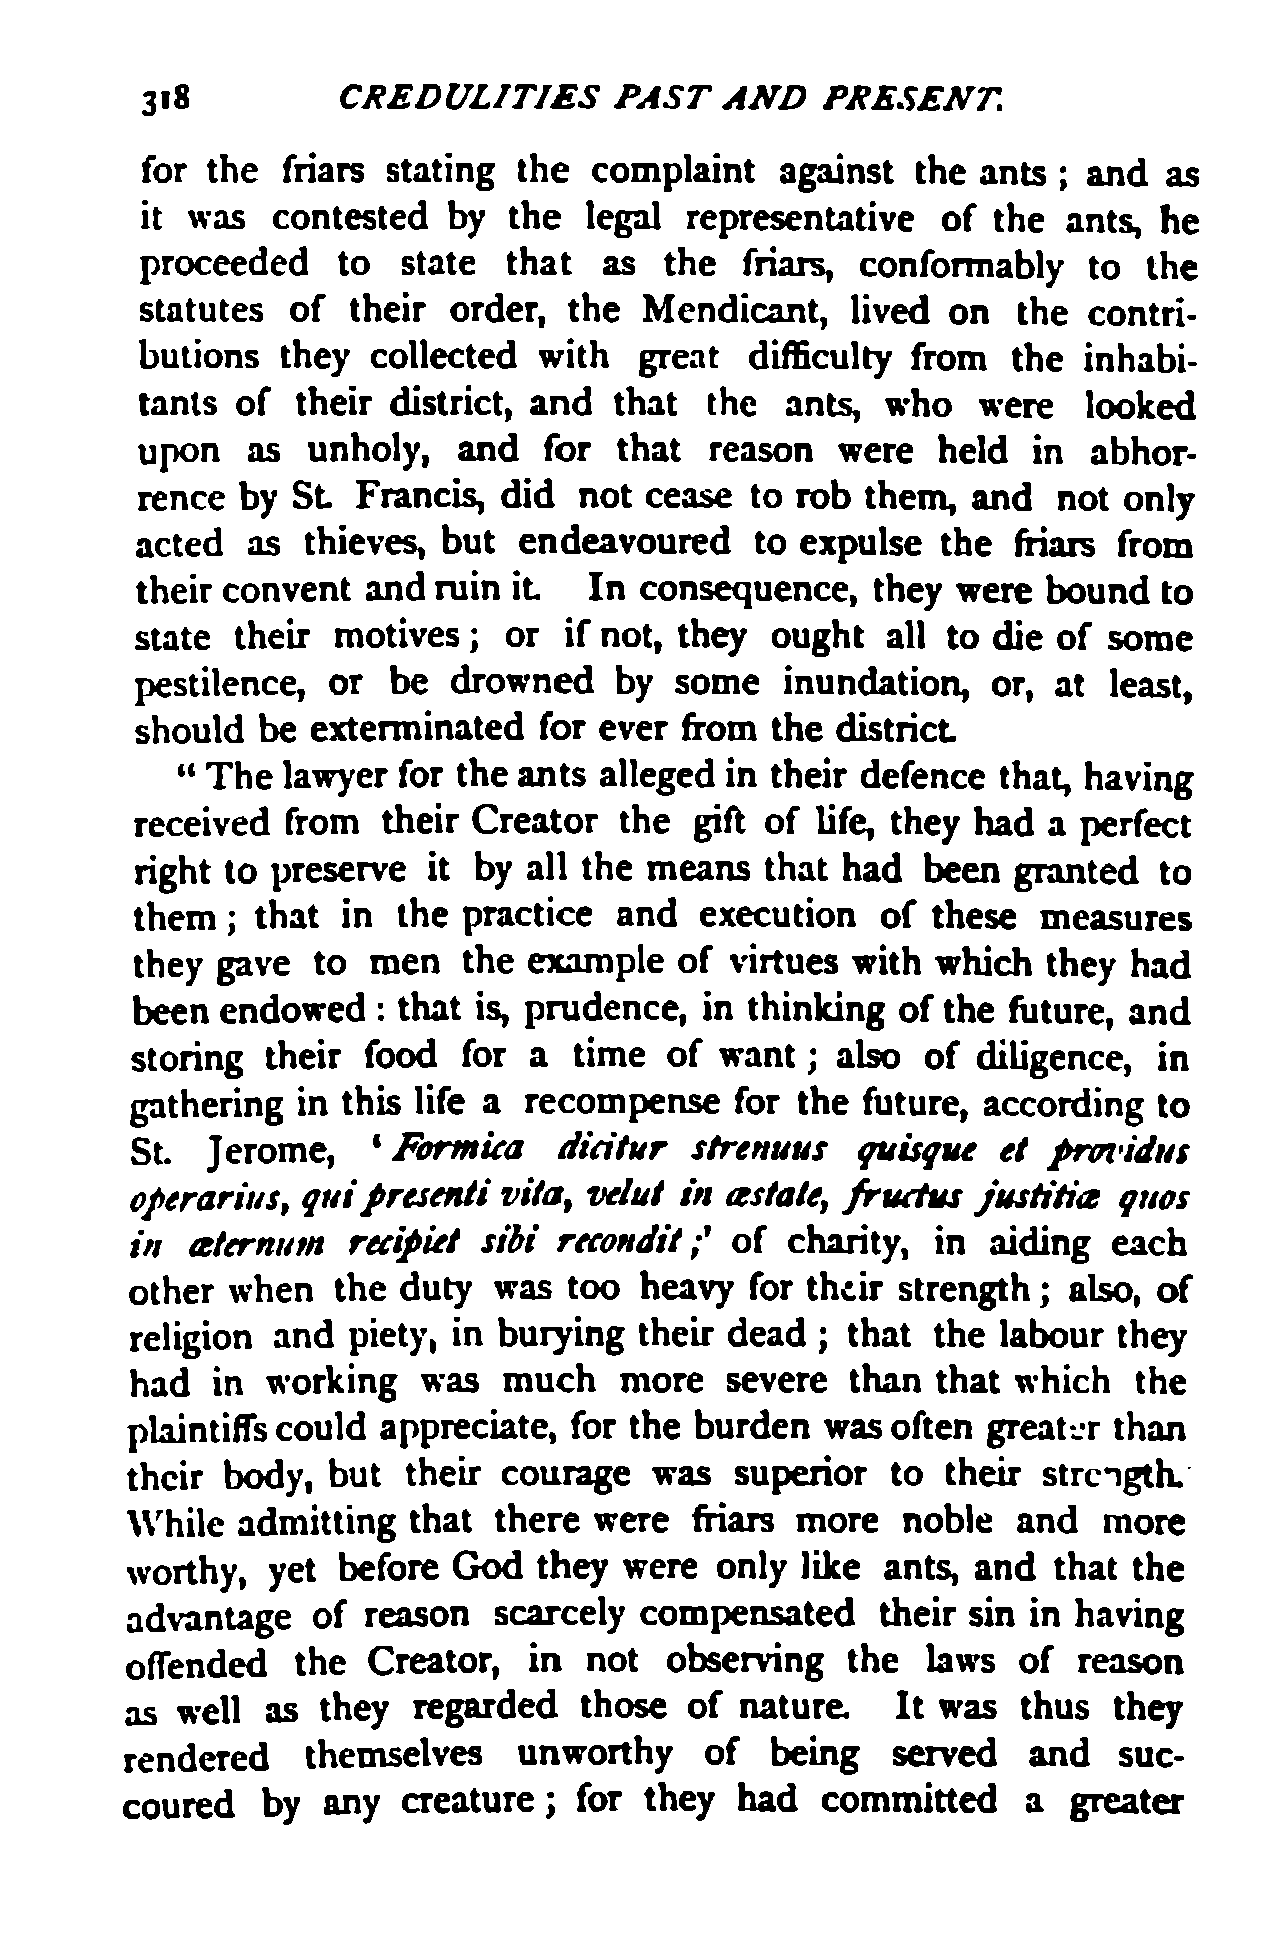 318 CREDULITIES PAST AND PRESENT.
for the friars stating the complaint against the ants ; and as
it was contested by the legal representative of the ants, he
proceeded to state that as the friars, conformably to the
statutes of their order, the Mendicant, lived on the contri-
butions they collected with great difficulty from the inhabi-
tants of their district, and that the ants, who were looked
upon as unholy, and for that reason were held in abhor-
rence by St. Francis, did not cease to rob them, and not only
acted as thieves, but endeavoured to expulse the friars from
their convent and ruin it. In consequence, they were bound to
state their motives ; or if not, they ought all to die of some
pestilence, or be drowned by some inundation, or, at least,
should be exterminated for ever from the district.
“ The lawyer for the ants alleged in their defence that, having
received from their Creator the gift of life, they had a perfect
right to preserve it by all the means that had been granted to
them ; that in the practice and execution of these measures
they gave to men the example of virtues with which they had
been endowed : that is, prudence, in thinking of the future, and
storing their food for a time of want ; also of diligence, in
gathering in this life a recompense for the future, according to
St. Jerome, ‘ Formica dicitur strenuus quisque et providus
operarius, qui presenti vita, velut in æstate, fructus justitiæ quos
in æternum recipiet sibi recondit ;’ of charity, in aiding each
other when the duty was too heavy for their strength ; also, of
religion and piety, in burying their dead ; that the labour they
had in working was much more severe than that which the
plaintiffs could appreciate, for the burden was often greater than
their body, but their courage was superior to their strength.
While admitting that there were friars more noble and more
worthy, yet before God they were only like ants, and that the
advantage of reason scarcely compensated their sin in having
offended the Creator, in not observing the laws of reason
as well as they regarded those of nature. It was thus they
rendered themselves unworthy of being served and suc-
coured by any creature ; for they had committed a greater